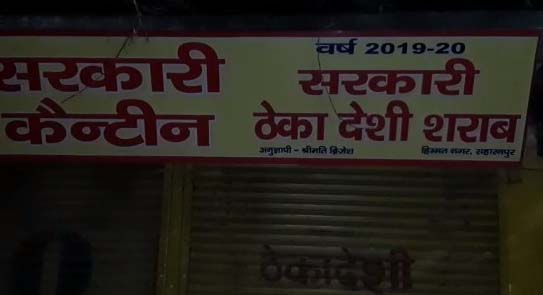 सरकारी
कैन्टीन
वर्ष 2019-20
सरकारी
ठेका देशी शराब
अनुज्ञापी - श्रीमति ब्रिजेश
हिम्मत नगर, सहारनपुर
ठेका देशी